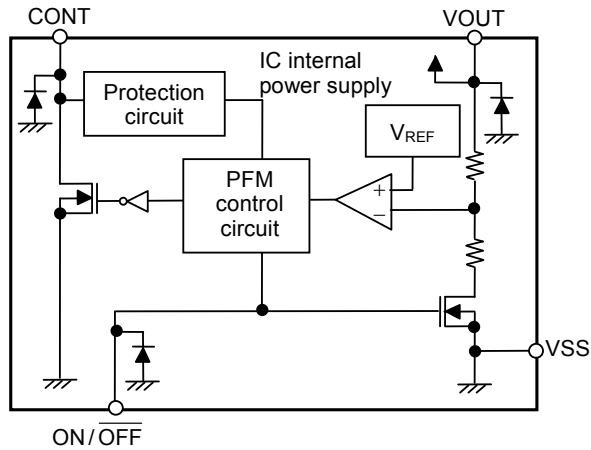 CONT
VOUT
IC internal
power supply
Protection
circuit
VREF
PFM
control
circuit
+
−
VSS
ON/OFF